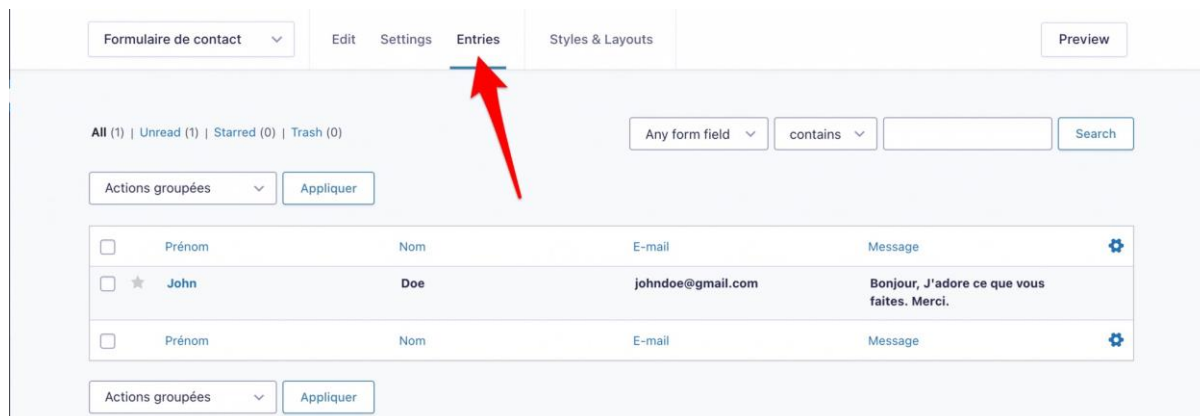 Formulaire de contact Edit Settings Entries Styles & Layouts Preview
All (1) | Unread (1) | Starred (0) | Trash (0) Any form field contains Search
Actions groupées Appliquer
Prénom Nom E-mail Message
John Doe johndoe@gmail.com Bonjour, J'adore ce que vous
faites. Merci.
Prénom Nom E-mail Message
Actions groupées Appliquer